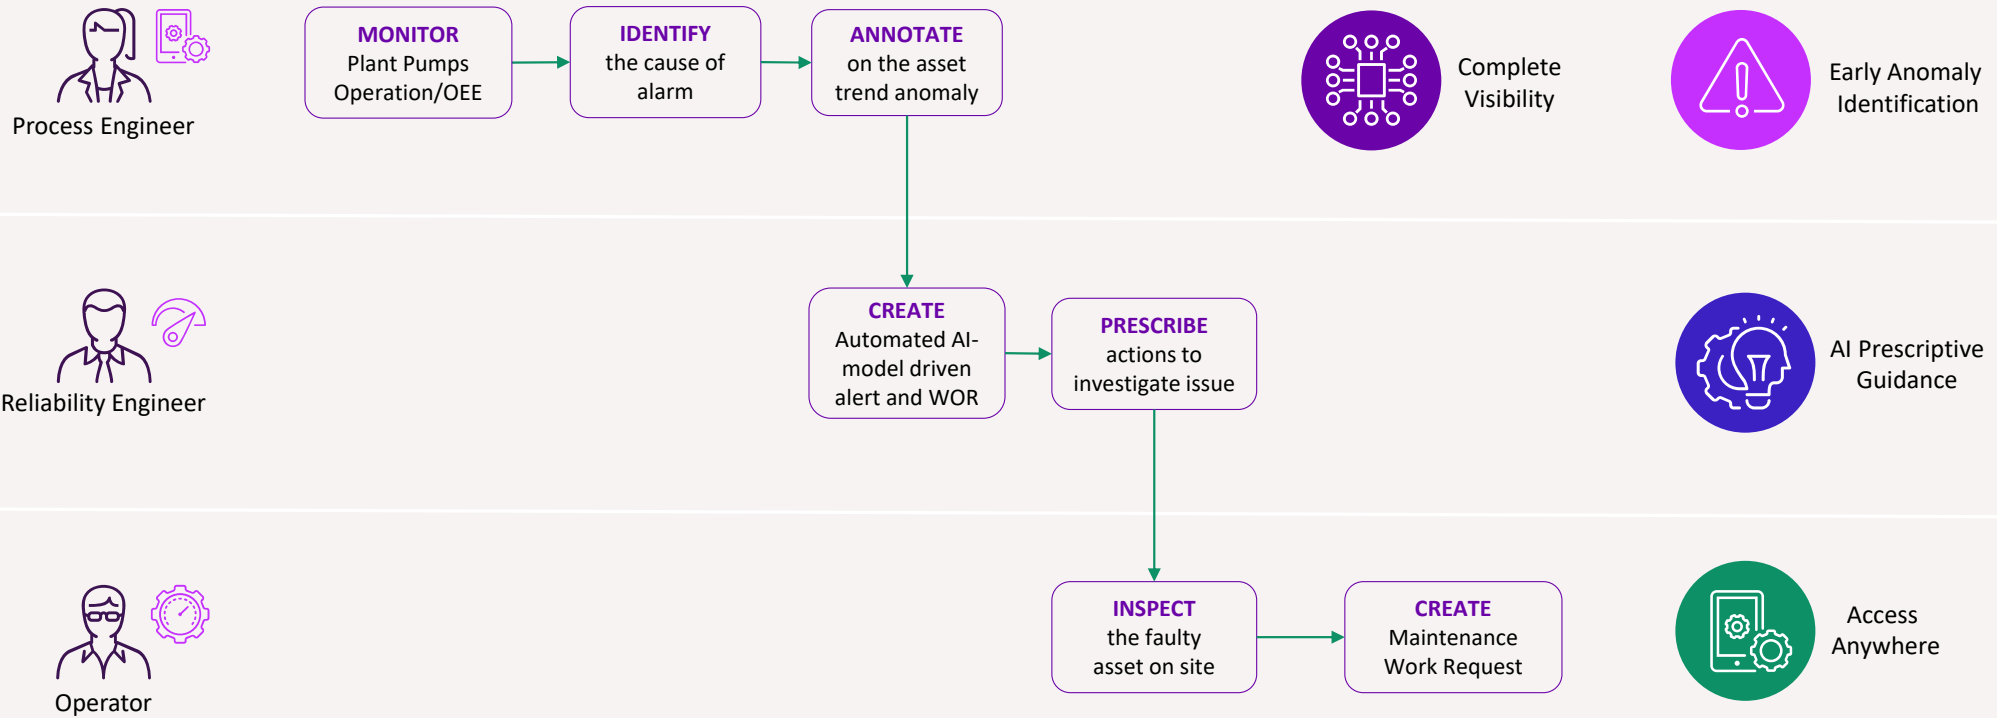 Process Engineer
MONITOR
Plant Pumps
Operation/OEE
IDENTIFY
the cause of
alarm
ANNOTATE
on the asset
trend anomaly
Complete
Visibility
Early Anomaly
Identification
Reliability Engineer
CREATE
Automated AI-
model driven
alert and WOR
PRESCRIBE
actions to
investigate issue
AI Prescriptive
Guidance
Operator
INSPECT
the faulty
asset on site
CREATE
Maintenance
Work Request
Access
Anywhere